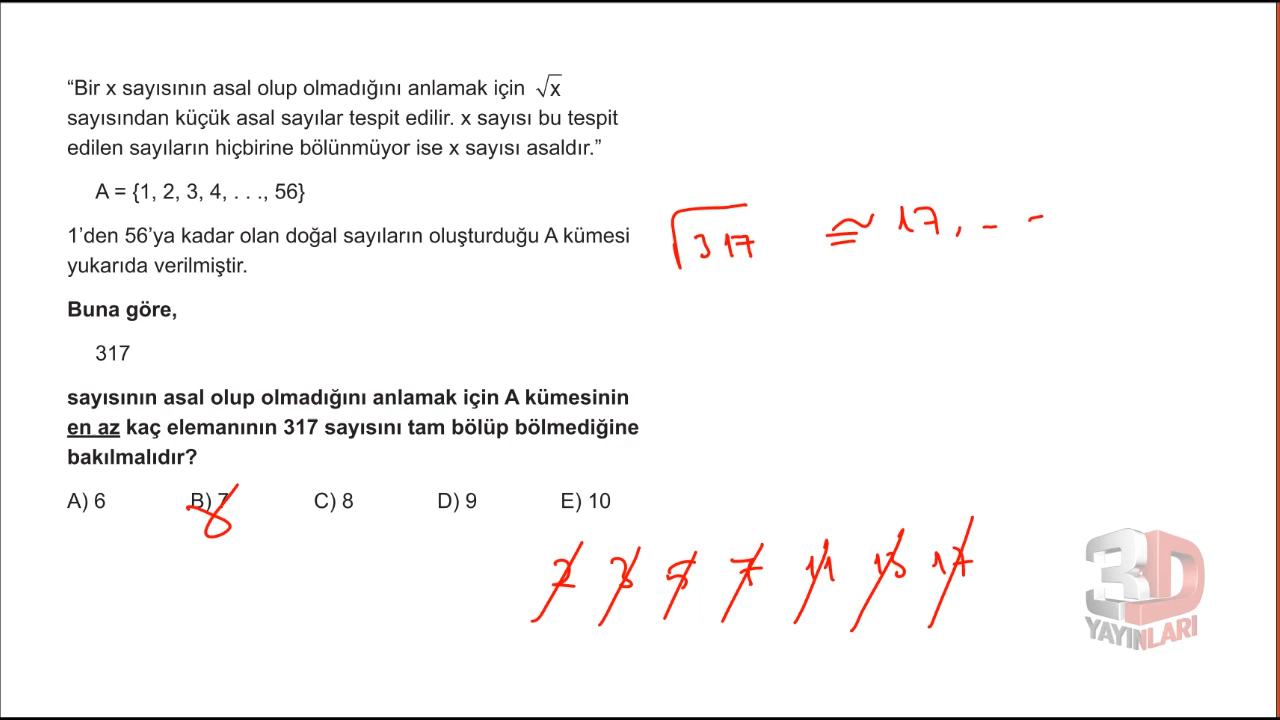 “Bir x sayısının asal olup olmadığını anlamak için √x
sayısından küçük asal sayılar tespit edilir. x sayısı bu tespit
edilen sayıların hiçbirine bölünmüyor ise x sayısı asaldır.”
A = {1, 2, 3, 4, . . ., 56}
1’den 56’ya kadar olan doğal sayıların oluşturduğu A kümesi
yukarıda verilmiştir.
√317 ≅ 17, - -
Buna göre,
317
sayısının asal olup olmadığını anlamak için A kümesinin
en az kaç elemanının 317 sayısını tam bölüp bölmediğine
bakılmalıdır?
A) 6 B) 7 C) 8 D) 9 E) 10
2 3 5 7 11 13 17
3D
YAYINLARI